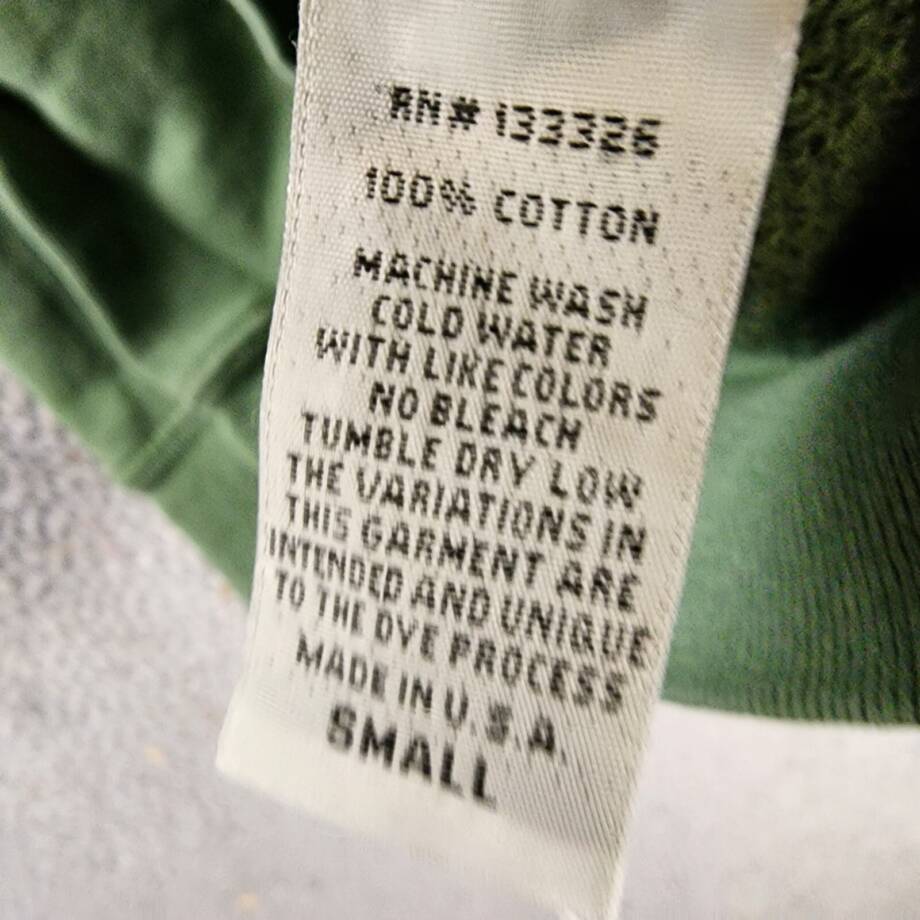 RN# 133326
100% COTTON
MACHINE WASH
COLD WATER
WITH LIKE COLORS
NO BLEACH
TUMBLE DRY LOW
THE VARIATIONS IN
THIS GARMENT ARE
INTENDED AND UNIQUE
TO THE DYE PROCESS
MADE IN U.S.A.
SMALL